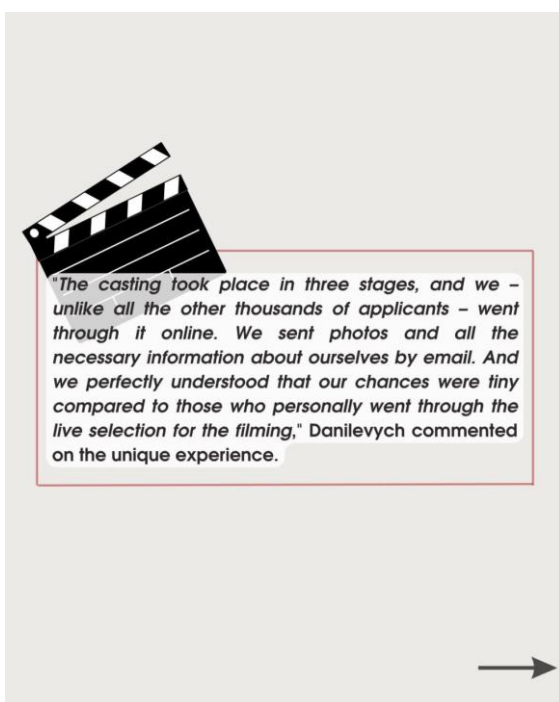 "The casting took place in three stages, and we –
unlike all the other thousands of applicants – went
through it online. We sent photos and all the
necessary information about ourselves by email. And
we perfectly understood that our chances were tiny
compared to those who personally went through the
live selection for the filming," Danilevych commented
on the unique experience.